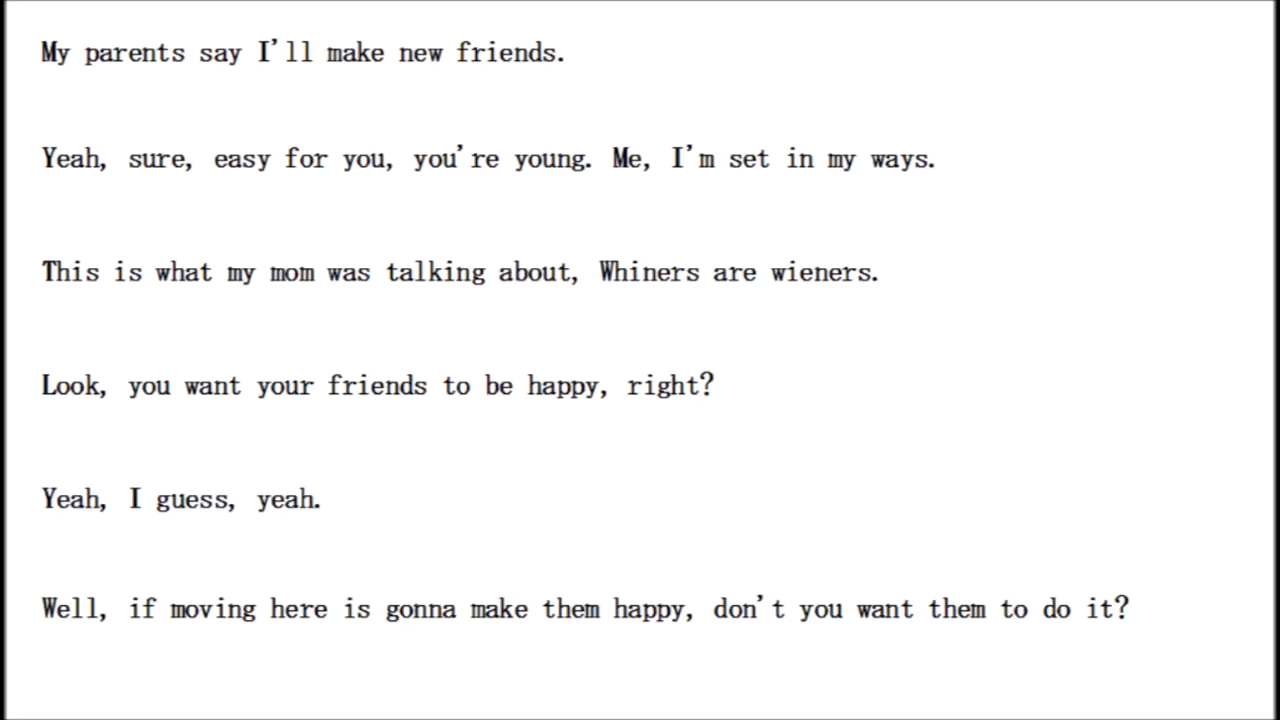 My parents say I'll make new friends.
Yeah, sure, easy for you, you're young. Me, I'm set in my ways.
This is what my mom was talking about, Whiners are wieners.
Look, you want your friends to be happy, right?
Yeah, I guess, yeah.
Well, if moving here is gonna make them happy, don't you want them to do it?